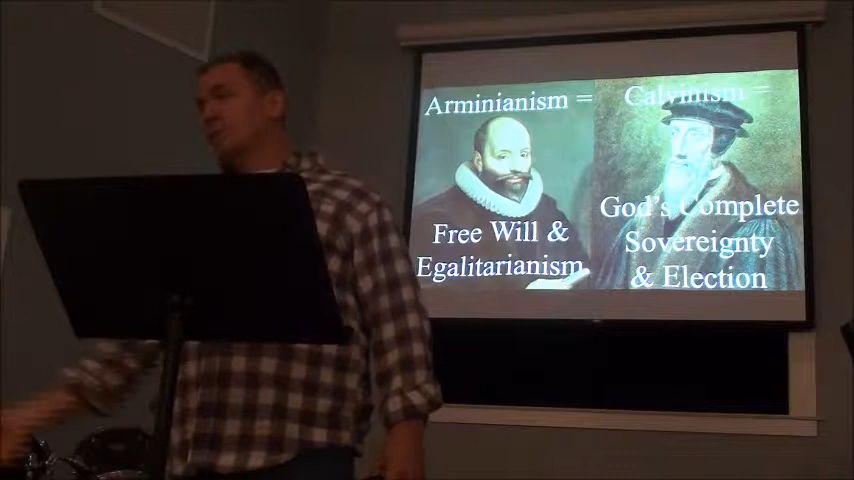 Arminianism =
Free Will &
Egalitarianism
Calvinism =
God's Complete
Sovereignty
& Election